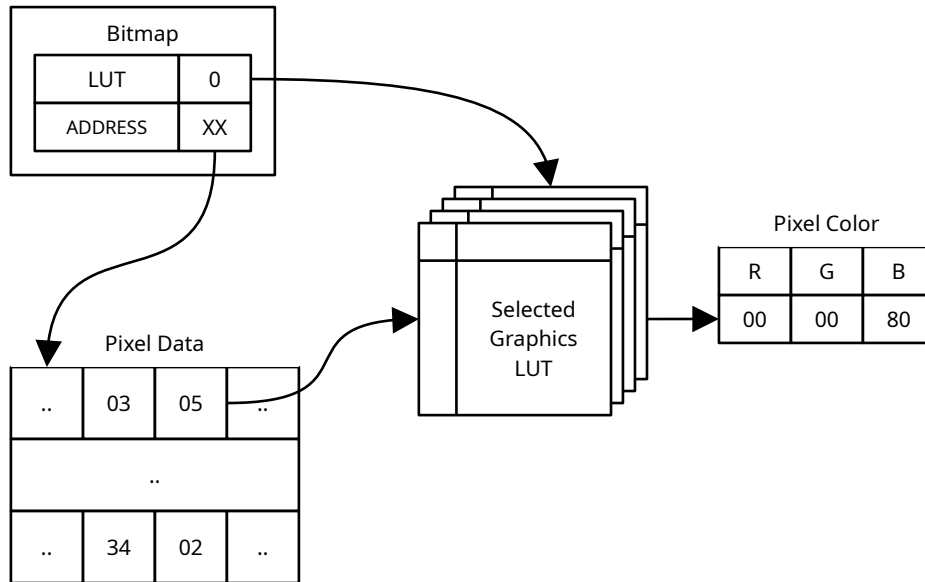 Bitmap
LUT 0
ADDRESS XX
Pixel Color
R G B
00 00 80
Selected
Graphics
LUT
Pixel Data
.. 03 05 ..
..
.. 34 02 ..